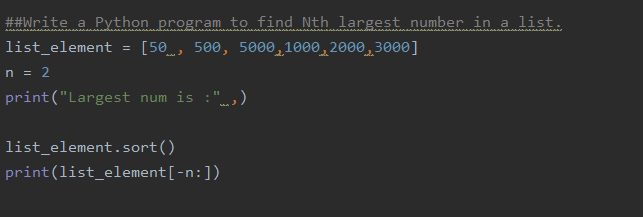 ##Write a Python program to find Nth largest number in a list.
list_element = [50 , 500, 5000,1000,2000,3000]
n = 2
print("Largest num is :" ,)
list_element.sort()
print(list_element[-n:])